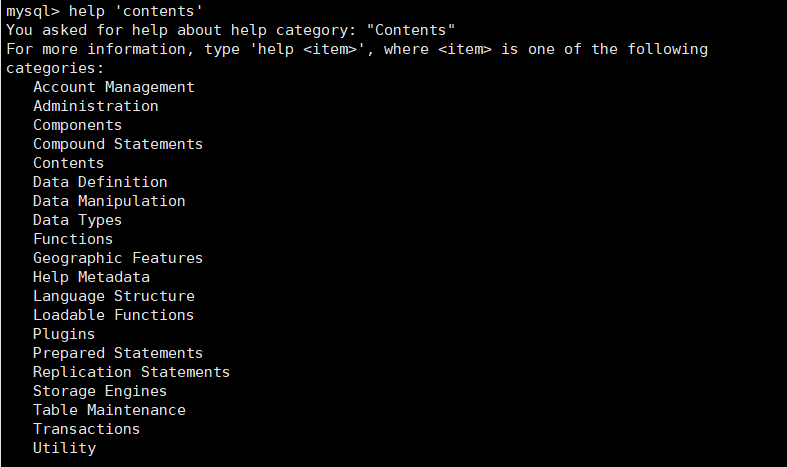 mysql> help 'contents'
You asked for help about help category: "Contents"
For more information, type 'help <item>', where <item> is one of the following
categories:
   Account Management
   Administration
   Components
   Compound Statements
   Contents
   Data Definition
   Data Manipulation
   Data Types
   Functions
   Geographic Features
   Help Metadata
   Language Structure
   Loadable Functions
   Plugins
   Prepared Statements
   Replication Statements
   Storage Engines
   Table Maintenance
   Transactions
   Utility